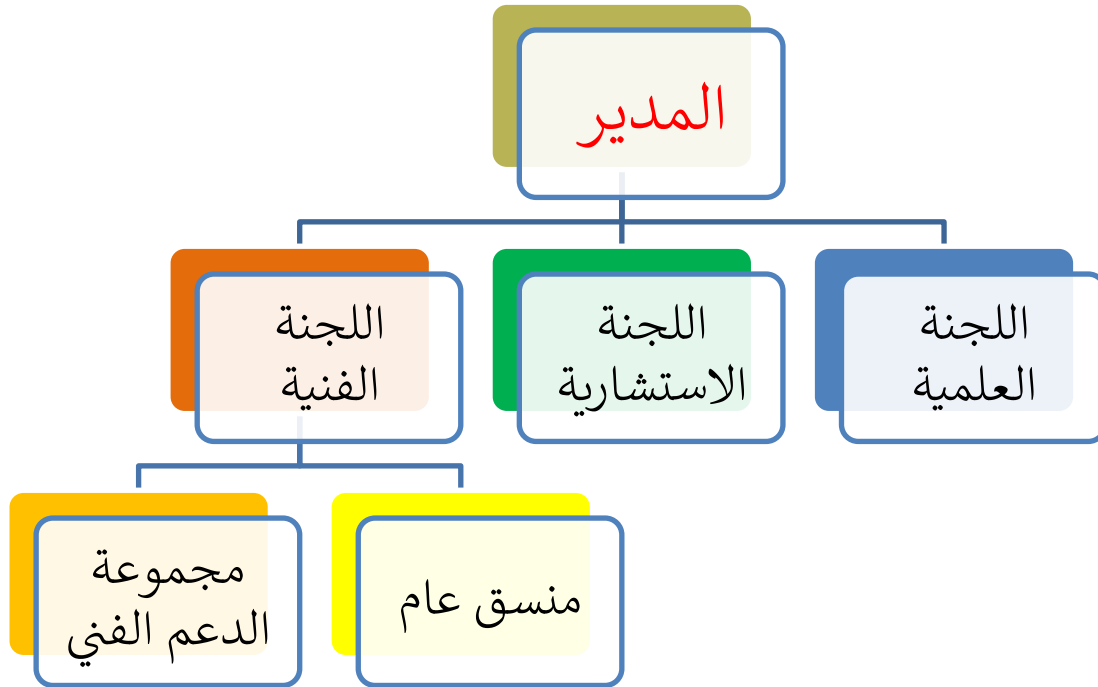 المدير
اللجنة
العلمية
اللجنة
الاستشارية
اللجنة
الفنية
منسق عام
مجموعة
الدعم الفني